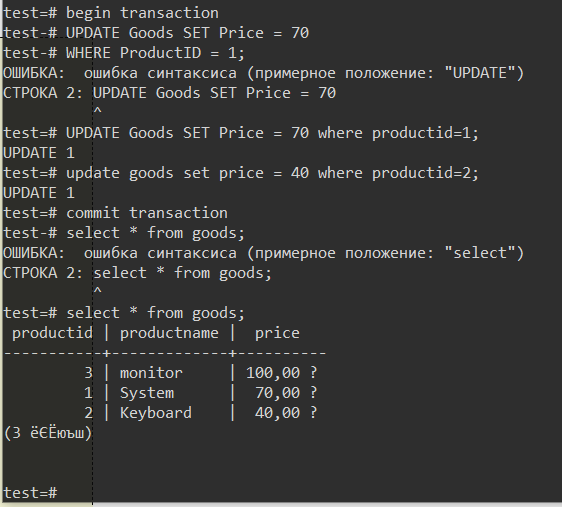 test=# begin transaction
test-# UPDATE Goods SET Price = 70
test-# WHERE ProductID = 1;
ОШИБКА:  ошибка синтаксиса (примерное положение: "UPDATE")
СТРОКА 2: UPDATE Goods SET Price = 70
          ^
test=# UPDATE Goods SET Price = 70 where productid=1;
UPDATE 1
test=# update goods set price = 40 where productid=2;
UPDATE 1
test=# commit transaction
test-# select * from goods;
ОШИБКА:  ошибка синтаксиса (примерное положение: "select")
СТРОКА 2: select * from goods;
          ^
test=# select * from goods;
 productid | productname |  price
-----------+-------------+----------
         3 | monitor     | 100,00 ?
         1 | System      |  70,00 ?
         2 | Keyboard    |  40,00 ?
(3 ёЄЁюъш)
test=#